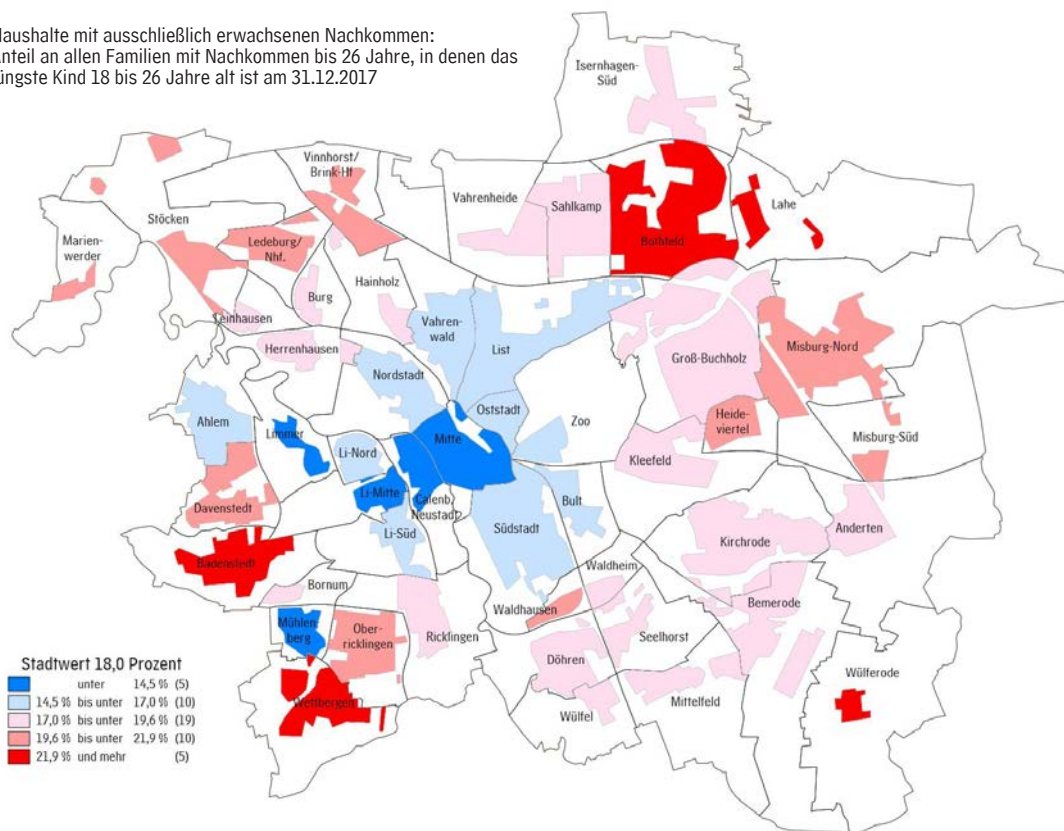 aushalte mit ausschließlich erwachsenen Nachkommen:
nteil an allen Familien mit Nachkommen bis 26 Jahre, in denen das
üngste Kind 18 bis 26 Jahre alt ist am 31.12.2017
Isernhagen-
Süd
Vinnhorst/
Brink-Hf
Vahrenheide
Sahlkamp
Bothfeld
Lahe
Stöcken
Marien-
werder
Ledeburg/
Nhf.
Hainholz
Burg
Leinhausen
Herrenhausen
Vahren-
wald
List
Nordstadt
Groß-Buchholz
Misburg-Nord
Oststadt
Zoo
Heide-
viertel
Misburg-Süd
Ahlem
Limmer
Li-Nord
Mitte
Kleefeld
Li-Mitte
Calenb.
Neustadt
Bult
Davenstedt
Li-Süd
Südstadt
Kirchrode
Anderten
Badenstedt
Waldheim
Bornum
Waldhausen
Bemerode
Mühlen-
berg
Ober-
ricklingen
Ricklingen
Seelhorst
Döhren
Wülferode
Wettbergen
Mittelfeld
Wülfel
Stadtwert 18,0 Prozent
unter 14,5 % (5)
14,5 % bis unter 17,0 % (10)
17,0 % bis unter 19,6 % (19)
19,6 % bis unter 21,9 % (10)
21,9 % und mehr (5)